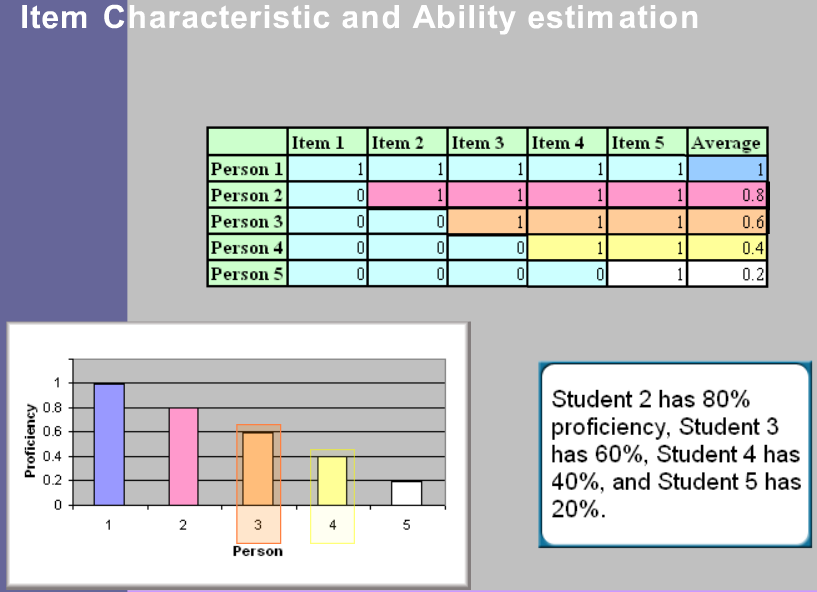 Item Characteristic and Ability estimation
Item 1 Item 2 Item 3 Item 4 Item 5 Average
Person 1 1 1 1 1 1 1
Person 2 0 1 1 1 1 0.8
Person 3 0 0 1 1 1 0.6
Person 4 0 0 0 1 1 0.4
Person 5 0 0 0 0 1 0.2
Proficiency
1
0.8
0.6
0.4
0.2
0
1 2 3 4 5
Person
Student 2 has 80%
proficiency, Student 3
has 60%, Student 4 has
40%, and Student 5 has
20%.